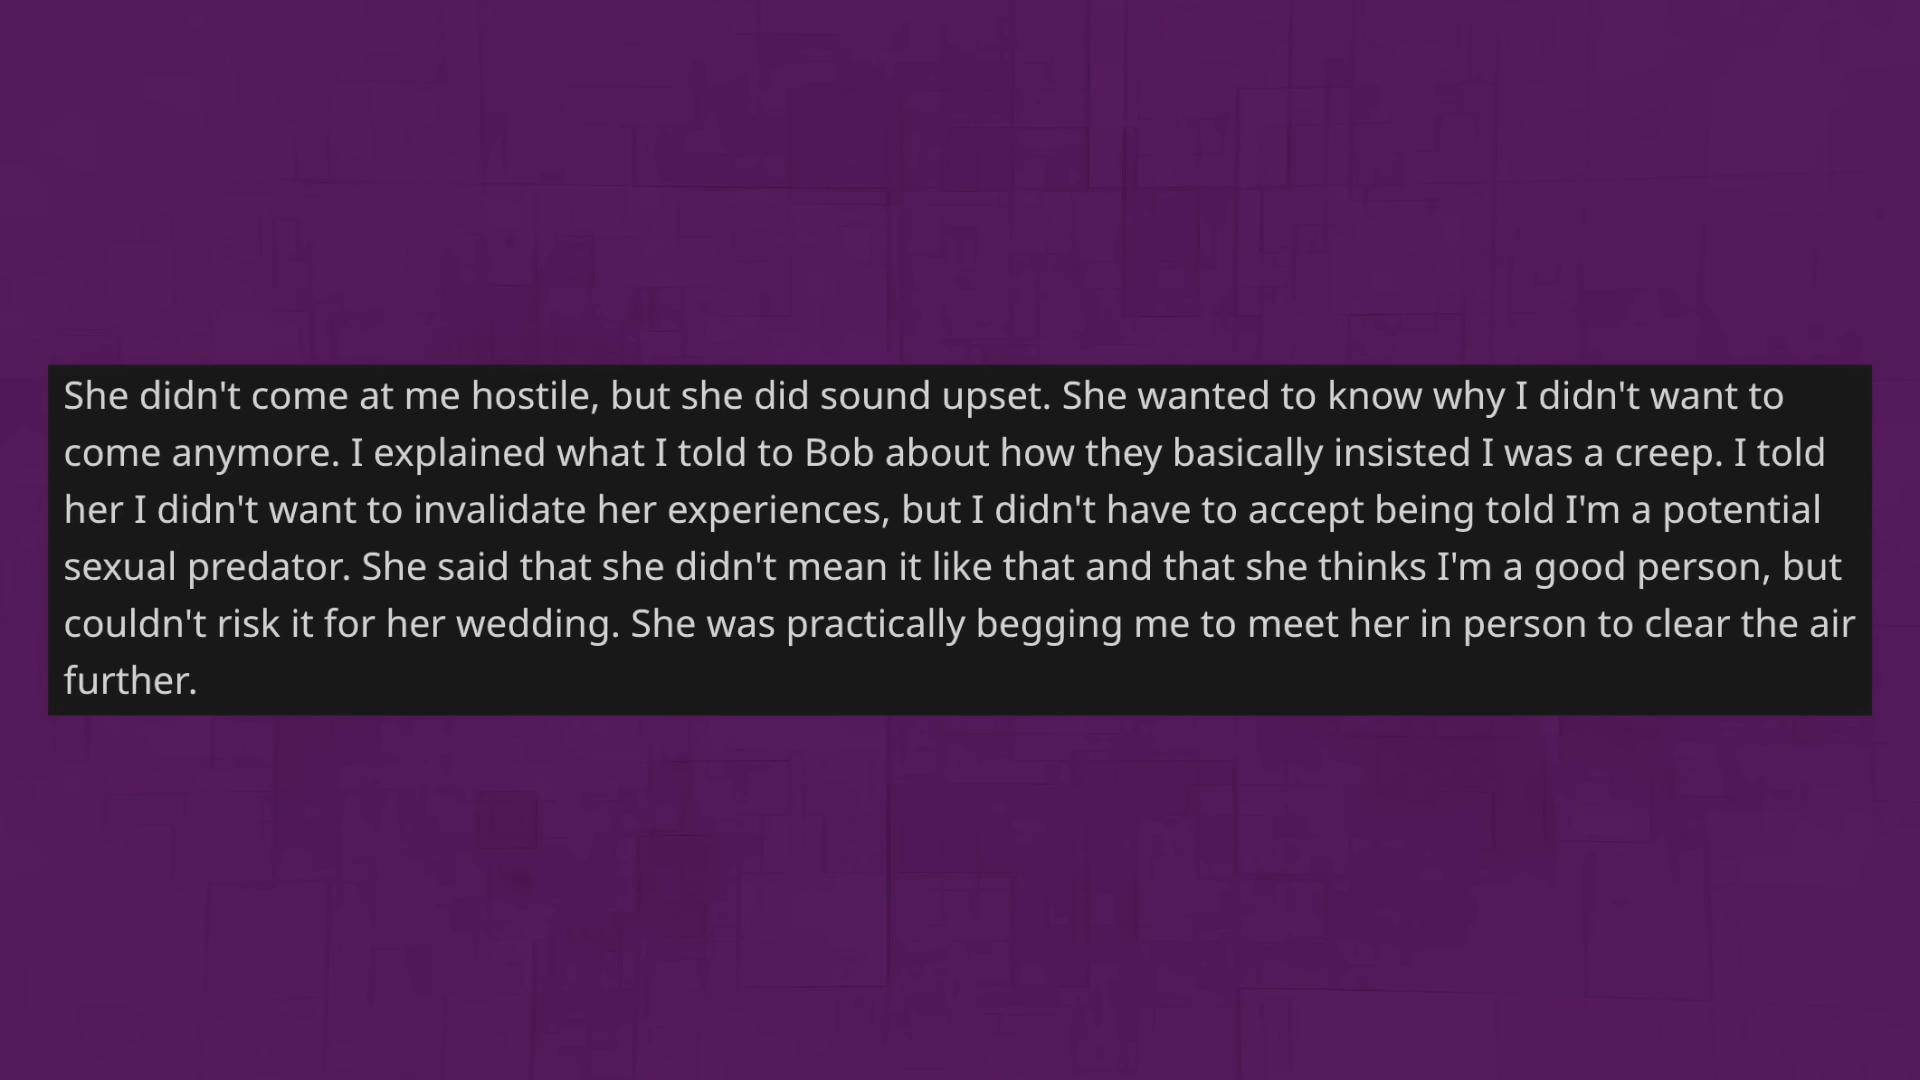 She didn't come at me hostile, but she did sound upset. She wanted to know why I didn't want to
come anymore. I explained what I told to Bob about how they basically insisted I was a creep. I told
her I didn't want to invalidate her experiences, but I didn't have to accept being told I'm a potential
sexual predator. She said that she didn't mean it like that and that she thinks I'm a good person, but
couldn't risk it for her wedding. She was practically begging me to meet her in person to clear the air
further.